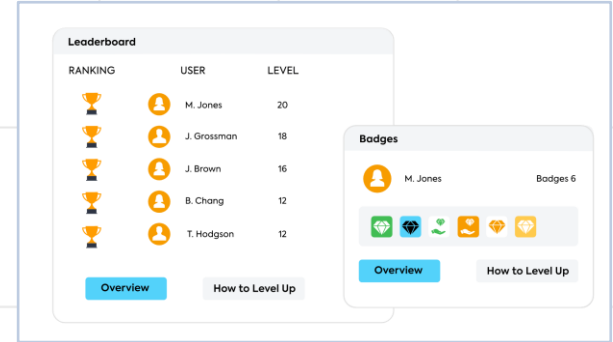 Leaderboard
RANKING USER LEVEL
M. Jones 20
J. Grossman 18
J. Brown 16
B. Chang 12
T. Hodgson 12
Overview How to Level Up
Badges
M. Jones Badges 6
Overview How to Level Up